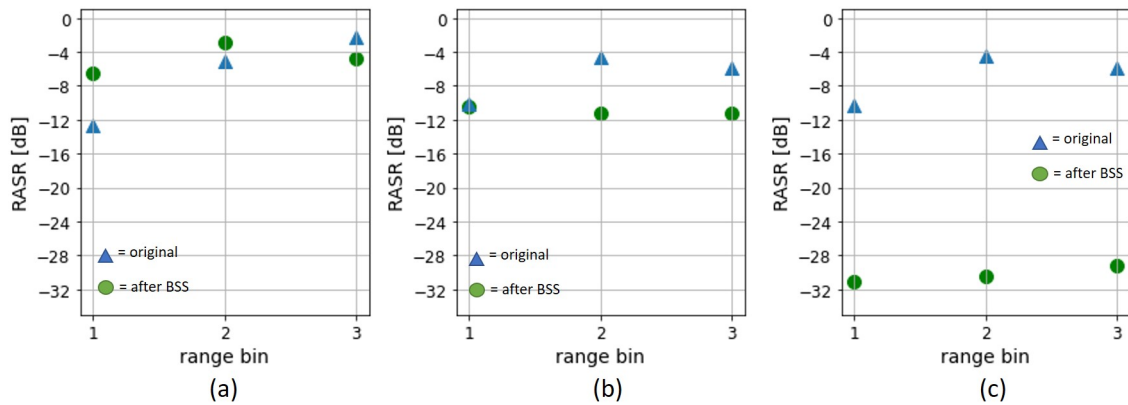 0
−4
−8
−12
−16
−20
−24
−28
−32
RASR [dB]
= original
= after BSS
1 2 3
range bin
(a)
0
−4
−8
−12
−16
−20
−24
−28
−32
RASR [dB]
= original
= after BSS
1 2 3
range bin
(b)
0
−4
−8
−12
−16
−20
−24
−28
−32
RASR [dB]
= original
= after BSS
1 2 3
range bin
(c)